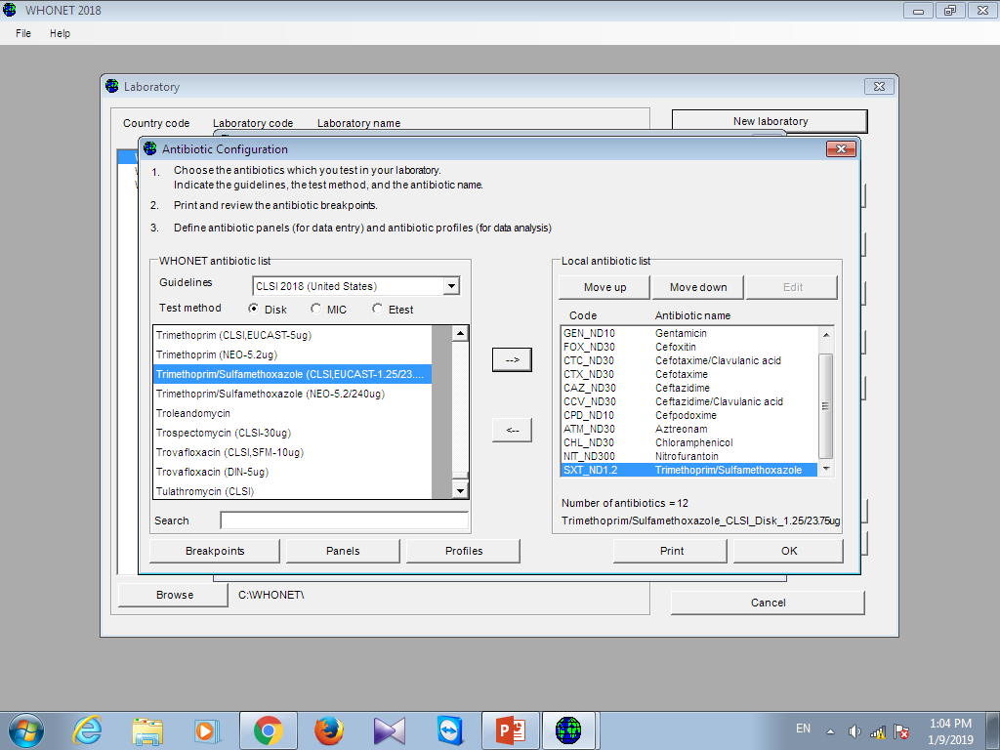 WHONET 2018
File Help
Laboratory
Country code Laboratory code Laboratory name
New laboratory
Antibiotic Configuration
1. Choose the antibiotics which you test in your laboratory.
Indicate the guidelines, the test method, and the antibiotic name.
2. Print and review the antibiotic breakpoints.
3. Define antibiotic panels (for data entry) and antibiotic profiles (for data analysis)
WHONET antibiotic list
Guidelines CLSI 2018 (United States)
Test method Disk MIC Etest
Trimethoprim (CLSI,EUCAST-5ug)
Trimethoprim (NEO-5.2ug)
Trimethoprim/Sulfamethoxazole (CLSI,EUCAST-1.25/23....
Trimethoprim/Sulfamethoxazole (NEO-5.2/240ug)
Troleandomycin
Trospectomycin (CLSI-30ug)
Trovafloxacin (CLSI,SFM-10ug)
Trovafloxacin (DIN-5ug)
Tulathromycin (CLSI)
Search
-->
<--
Local antibiotic list
Move up Move down Edit
Code Antibiotic name
GEN_ND10 Gentamicin
FOX_ND30 Cefoxitin
CTC_ND30 Cefotaxime/Clavulanic acid
CTX_ND30 Cefotaxime
CAZ_ND30 Ceftazidime
CCV_ND30 Ceftazidime/Clavulanic acid
CPD_ND10 Cefpodoxime
ATM_ND30 Aztreonam
CHL_ND30 Chloramphenicol
NIT_ND300 Nitrofurantoin
SXT_ND1.2 Trimethoprim/Sulfamethoxazole
Number of antibiotics = 12
Trimethoprim/Sulfamethoxazole_CLSI_Disk_1.25/23.75ug
Breakpoints Panels Profiles Print OK
Browse C:\WHONET\
Cancel
EN
1:04 PM
1/9/2019